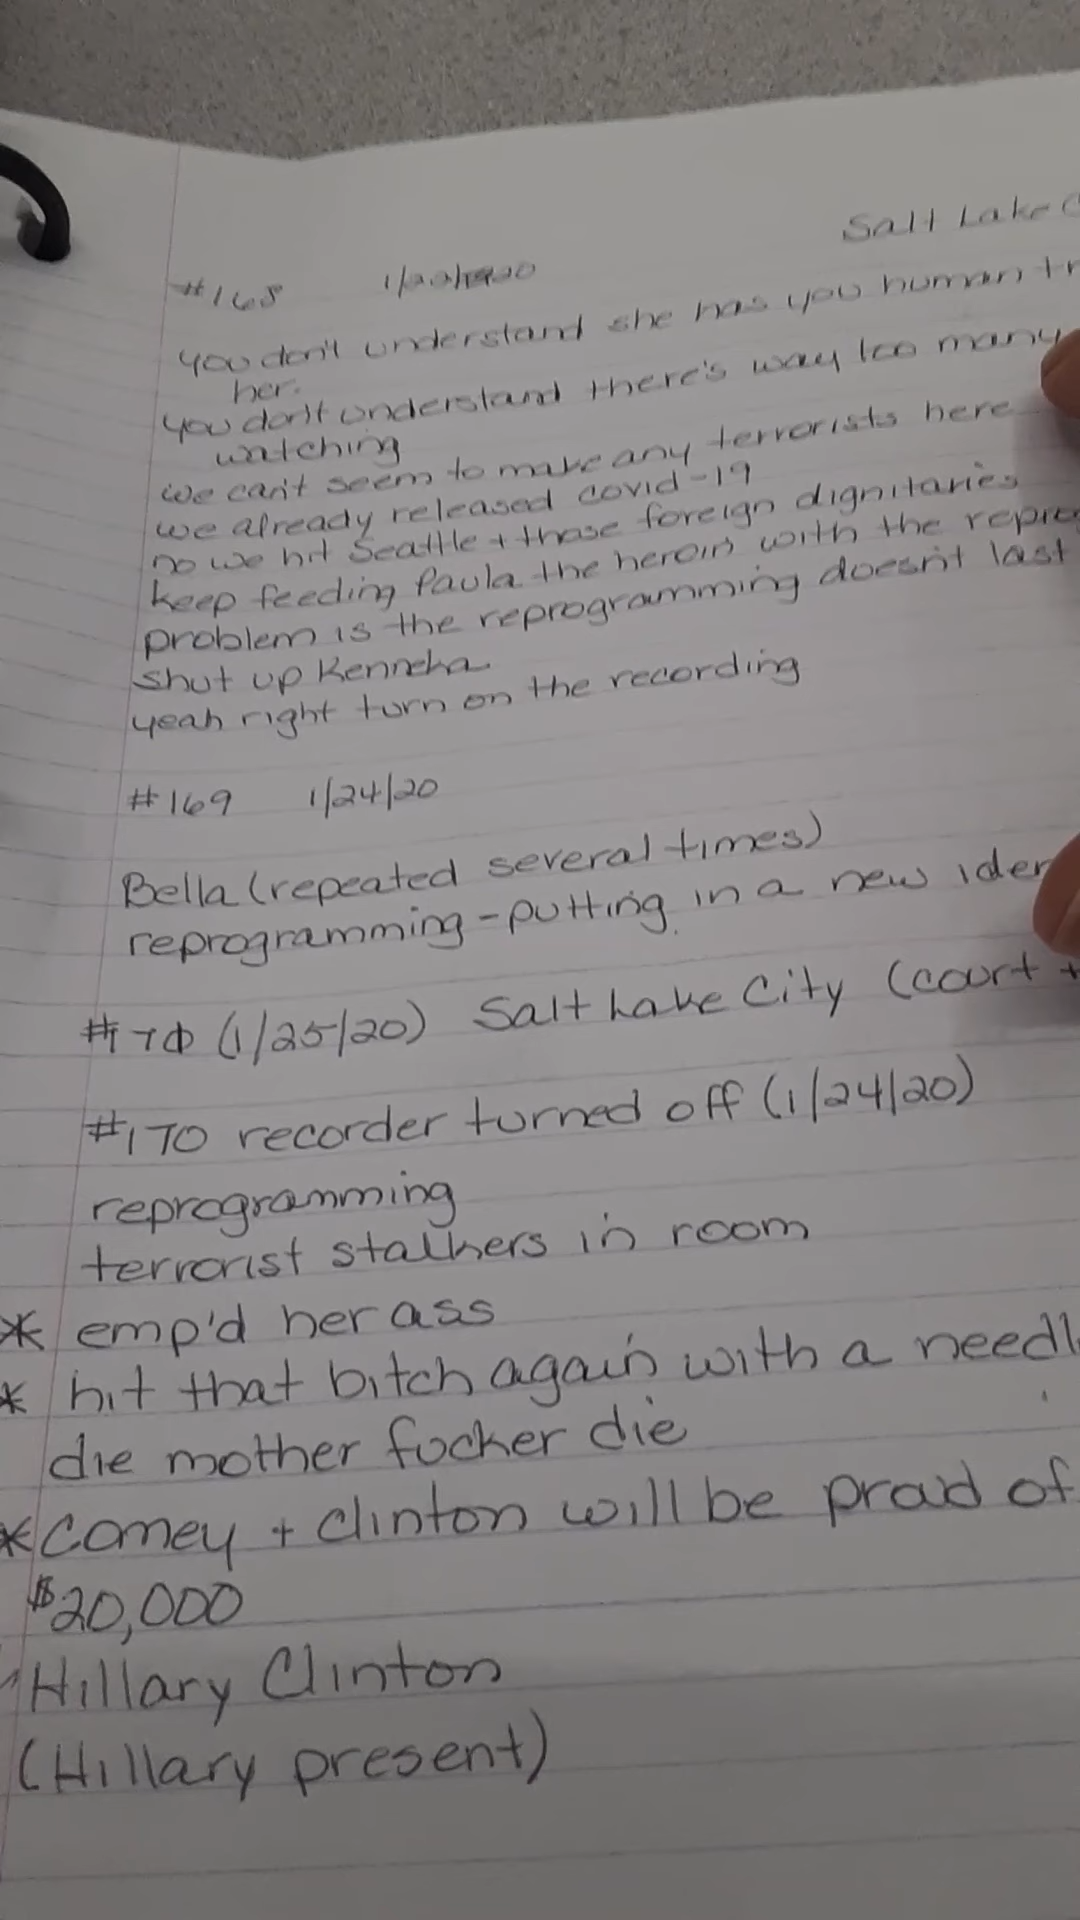 Salt Lake
#168
you don't understand she has you human tr
her.
you don't understand there's way too many
watching
we can't seem to make any terrorists here
we already released covid-19
no we hit Seattle + those foreign dignitaries
keep feeding Paula the heroin with the repro
problem is the reprogramming doesn't last
shut up Kenneha
yeah right turn on the recording
#169 1/24/20
Bella (repeated several times)
reprogramming - putting in a new iden
(1/25/20) Salt Lake City (court +
#170 recorder turned off (1/24/20)
reprogramming
terrorist stalkers in room
* emp'd her ass
* hit that bitch again with a needl
die mother fucker die
* Comey + Clinton will be proud of
$20,000
Hillary Clinton
(Hillary present)